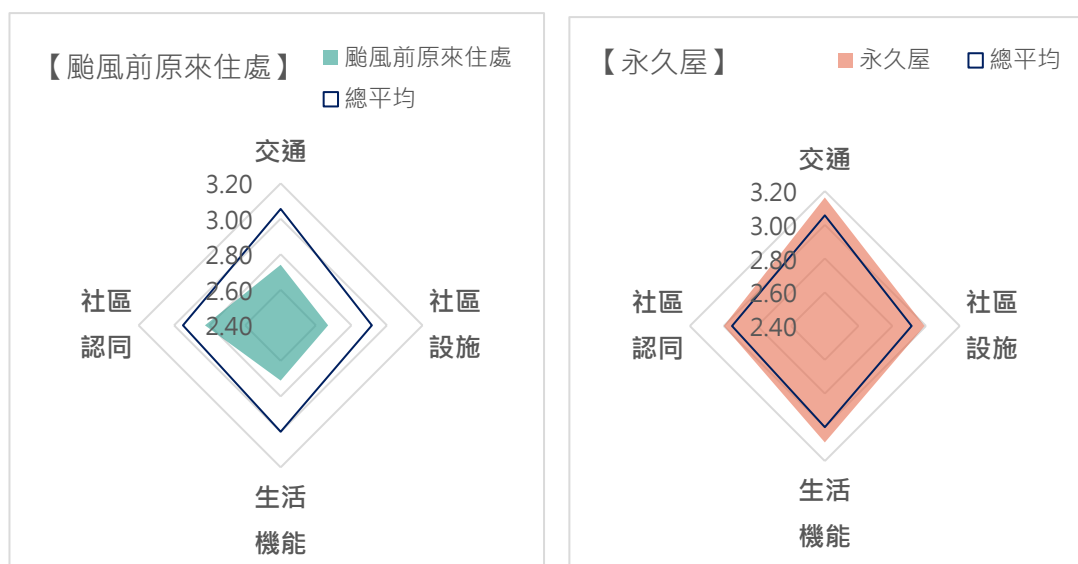 【颱風前原來住處】
颱風前原來住處
總平均
交通
3.20
3.00
2.80
2.60
2.40
社區
認同
社區
設施
生活
機能
【永久屋】
永久屋
總平均
交通
3.20
3.00
2.80
2.60
2.40
社區
認同
社區
設施
生活
機能